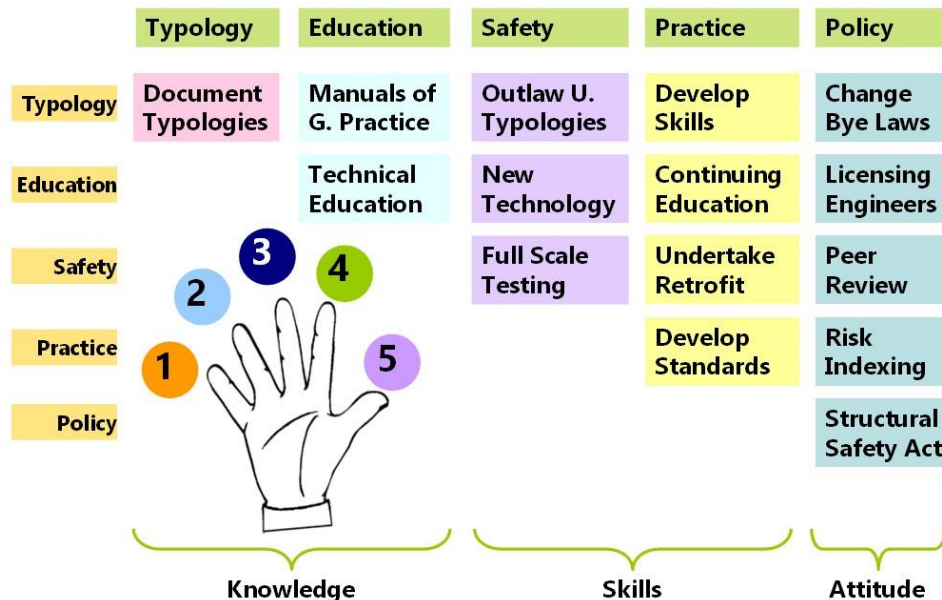 Typology Education Safety Practice Policy
Typology
Document
Typologies
Manuals of
G. Practice
Outlaw U.
Typologies
Develop
Skills
Change
Bye Laws
Education
Technical
Education
New
Technology
Continuing
Education
Licensing
Engineers
Safety
Full Scale
Testing
Undertake
Retrofit
Peer
Review
Practice
Develop
Standards
Risk
Indexing
Policy
Structural
Safety Act
1
2
3
4
5
Knowledge Skills Attitude